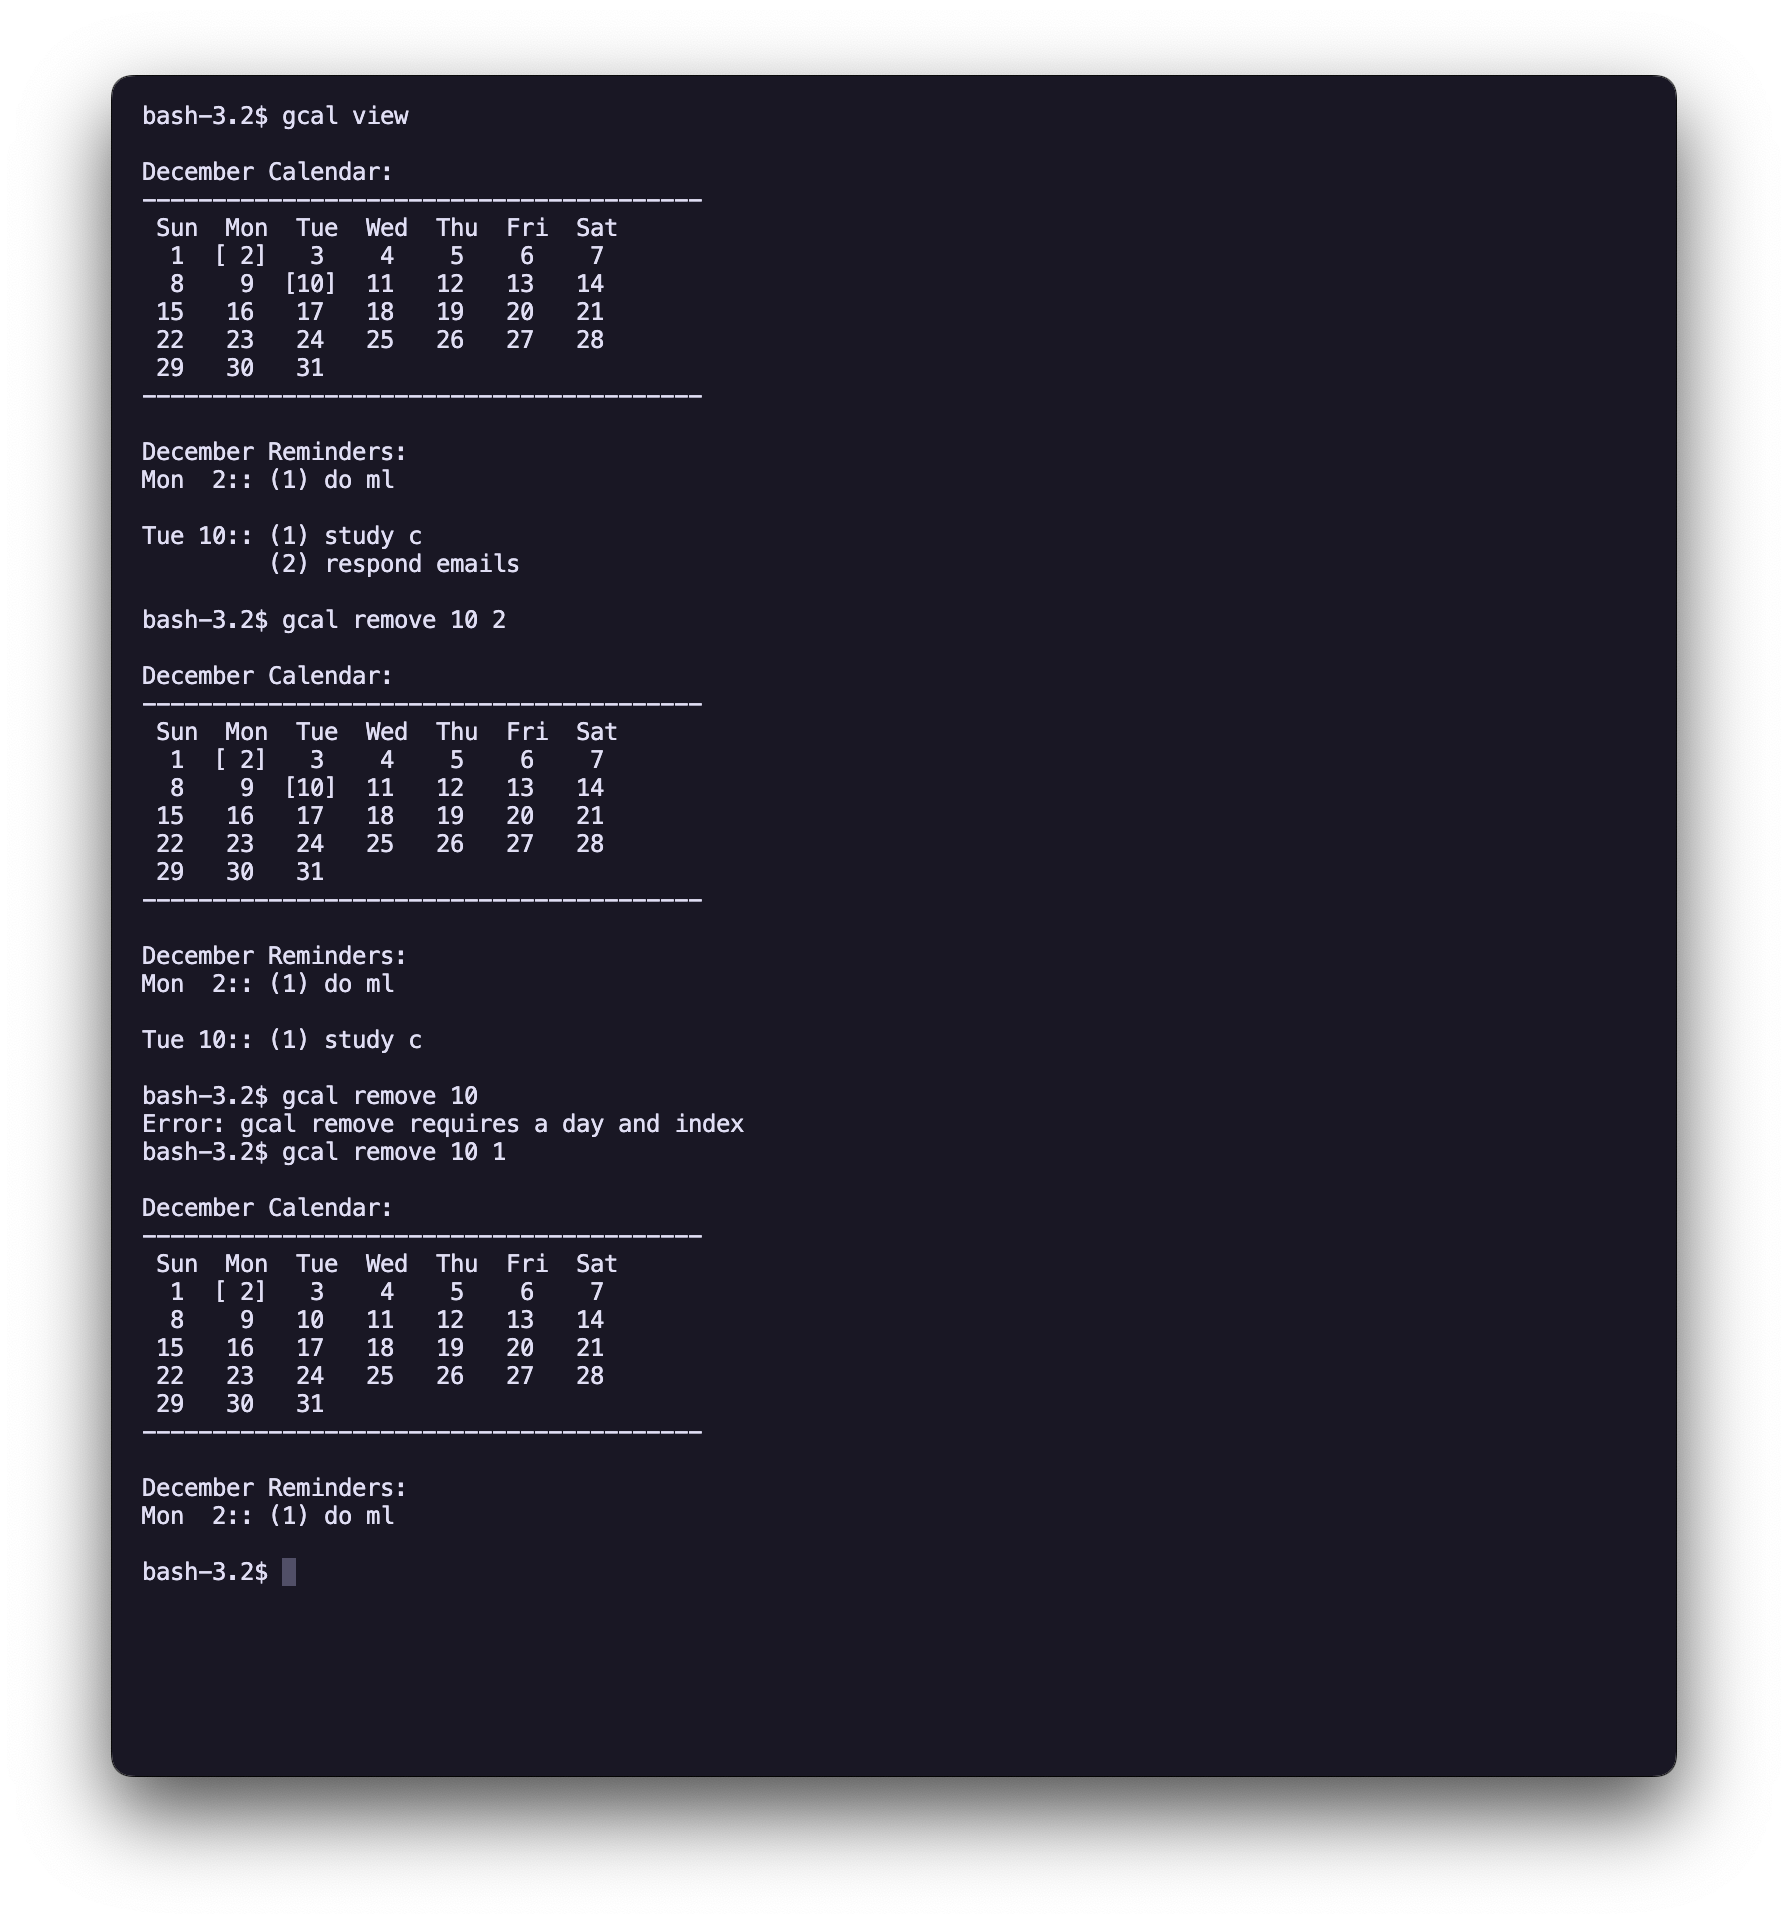 bash-3.2$ gcal view
December Calendar:
----------------------------------------
 Sun  Mon  Tue  Wed  Thu  Fri  Sat
  1  [ 2]   3    4    5    6    7
  8    9  [10]  11   12   13   14
 15   16   17   18   19   20   21
 22   23   24   25   26   27   28
 29   30   31
----------------------------------------
December Reminders:
Mon  2:: (1) do ml
Tue 10:: (1) study c
         (2) respond emails
bash-3.2$ gcal remove 10 2
December Calendar:
----------------------------------------
 Sun  Mon  Tue  Wed  Thu  Fri  Sat
  1  [ 2]   3    4    5    6    7
  8    9  [10]  11   12   13   14
 15   16   17   18   19   20   21
 22   23   24   25   26   27   28
 29   30   31
----------------------------------------
December Reminders:
Mon  2:: (1) do ml
Tue 10:: (1) study c
bash-3.2$ gcal remove 10
Error: gcal remove requires a day and index
bash-3.2$ gcal remove 10 1
December Calendar:
----------------------------------------
 Sun  Mon  Tue  Wed  Thu  Fri  Sat
  1  [ 2]   3    4    5    6    7
  8    9   10   11   12   13   14
 15   16   17   18   19   20   21
 22   23   24   25   26   27   28
 29   30   31
----------------------------------------
December Reminders:
Mon  2:: (1) do ml
bash-3.2$